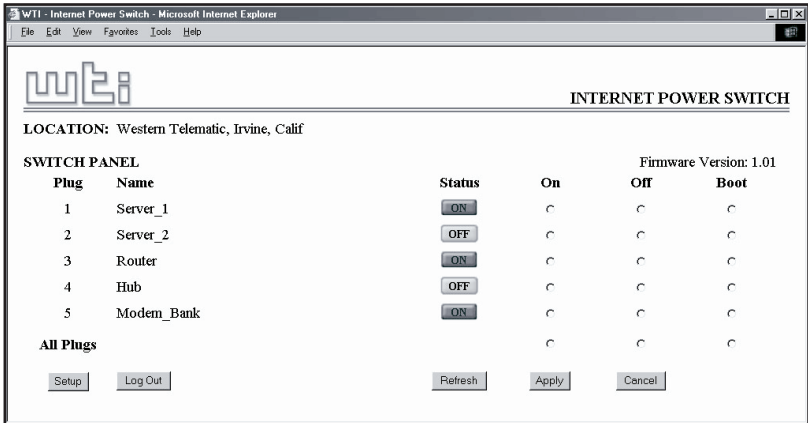 WTI - Internet Power Switch - Microsoft Internet Explorer
File Edit View Favorites Tools Help
wti
INTERNET POWER SWITCH
LOCATION: Western Telematic, Irvine, Calif
SWITCH PANEL Firmware Version: 1.01
Plug Name Status On Off Boot
1 Server_1 ON
2 Server_2 OFF
3 Router ON
4 Hub OFF
5 Modem_Bank ON
All Plugs
Setup Log Out Refresh Apply Cancel